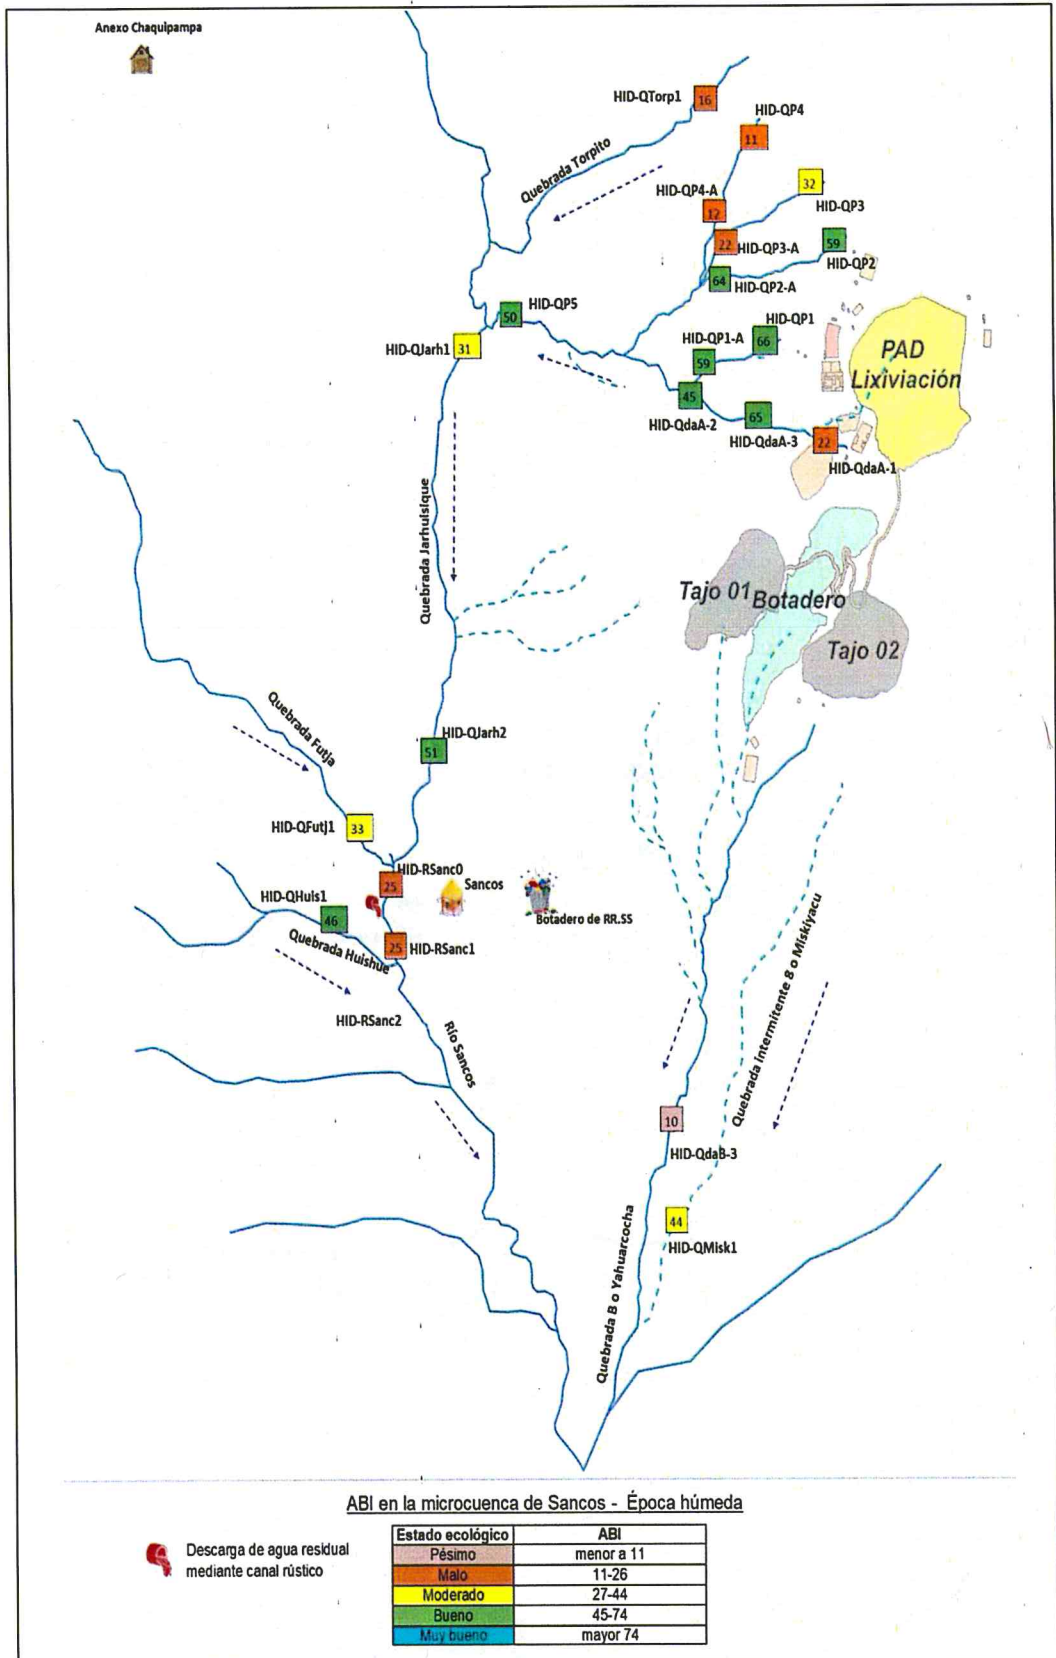 Anexo Chaquipampa
HID-QTorp1
16
HID-QP4
11
Quebrada Torpito
HID-QP4-A
12
32
HID-QP3
22
HID-QP3-A
59
HID-QP2
64
HID-QP2-A
HID-QP5
50
HID-QP1
66
HID-QP1-A
59
HID-QJarh1
31
PAD
Lixiviación
45
HID-QdaA-2
65
HID-QdaA-3
22
HID-QdaA-1
Quebrada Jarhuisique
Tajo 01
Botadero
Tajo 02
Quebrada Futja
HID-QJarh2
51
HID-QFutj1
33
HID-RSanc0
25
Sancos
Botadero de RR.SS
HID-QHuis1
46
Quebrada Huishue
25
HID-RSanc1
HID-RSanc2
Río Sancos
Quebrada intermitente 8 o Miskiyacu
10
HID-QdaB-3
44
HID-QMisk1
Quebrada B o Yahuarcocha
ABI en la microcuenca de Sancos - Época húmeda
Descarga de agua residual
mediante canal rústico
Estado ecológico ABI
Pésimo menor a 11
Malo 11-26
Moderado 27-44
Bueno 45-74
Muy bueno mayor 74